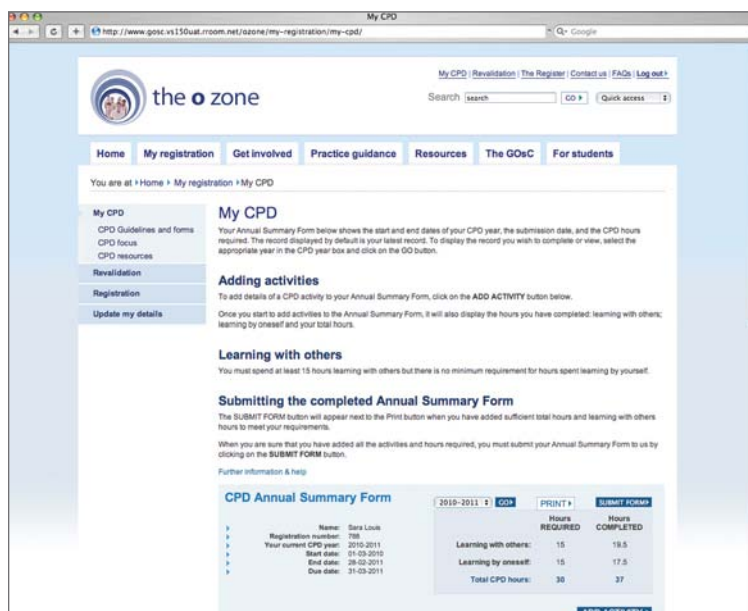 My CPD
http://www.gosc.vs150uat.rroom.net/ozone/my-registration/my-cpd/
Google
My CPD | Revalidation | The Register | Contact us | FAQs | Log out
the o zone
Search search GO Quick access
Home My registration Get involved Practice guidance Resources The GOsC For students
You are at Home My registration My CPD
My CPD
CPD Guidelines and forms
CPD focus
CPD resources
Revalidation
Registration
Update my details
My CPD
Your Annual Summary Form below shows the start and end dates of your CPD year, the submission date, and the CPD hours
required. The record displayed by default is your latest record. To display the record you wish to complete or view, select the
appropriate year in the CPD year box and click on the GO button.
Adding activities
To add details of a CPD activity to your Annual Summary Form, click on the ADD ACTIVITY button below.
Once you start to add activities to the Annual Summary Form, it will also display the hours you have completed: learning with others;
learning by oneself and your total hours.
Learning with others
You must spend at least 15 hours learning with others but there is no minimum requirement for hours spent learning by yourself.
Submitting the completed Annual Summary Form
The SUBMIT FORM button will appear next to the Print button when you have added sufficient total hours and learning with others
hours to meet your requirements.
When you are sure that you have added all the activities and hours required, you must submit your Annual Summary Form to us by
clicking on the SUBMIT FORM button.
Further information & help
CPD Annual Summary Form
2010-2011 GO PRINT SUBMIT FORM
Name: Sara Louis
Registration number: 788
Your current CPD year: 2010-2011
Start date: 01-03-2010
End date: 28-02-2011
Due date: 31-03-2011
Hours REQUIRED Hours COMPLETED
Learning with others: 15 19.5
Learning by oneself: 15 17.5
Total CPD hours: 30 37
ADD ACTIVITY